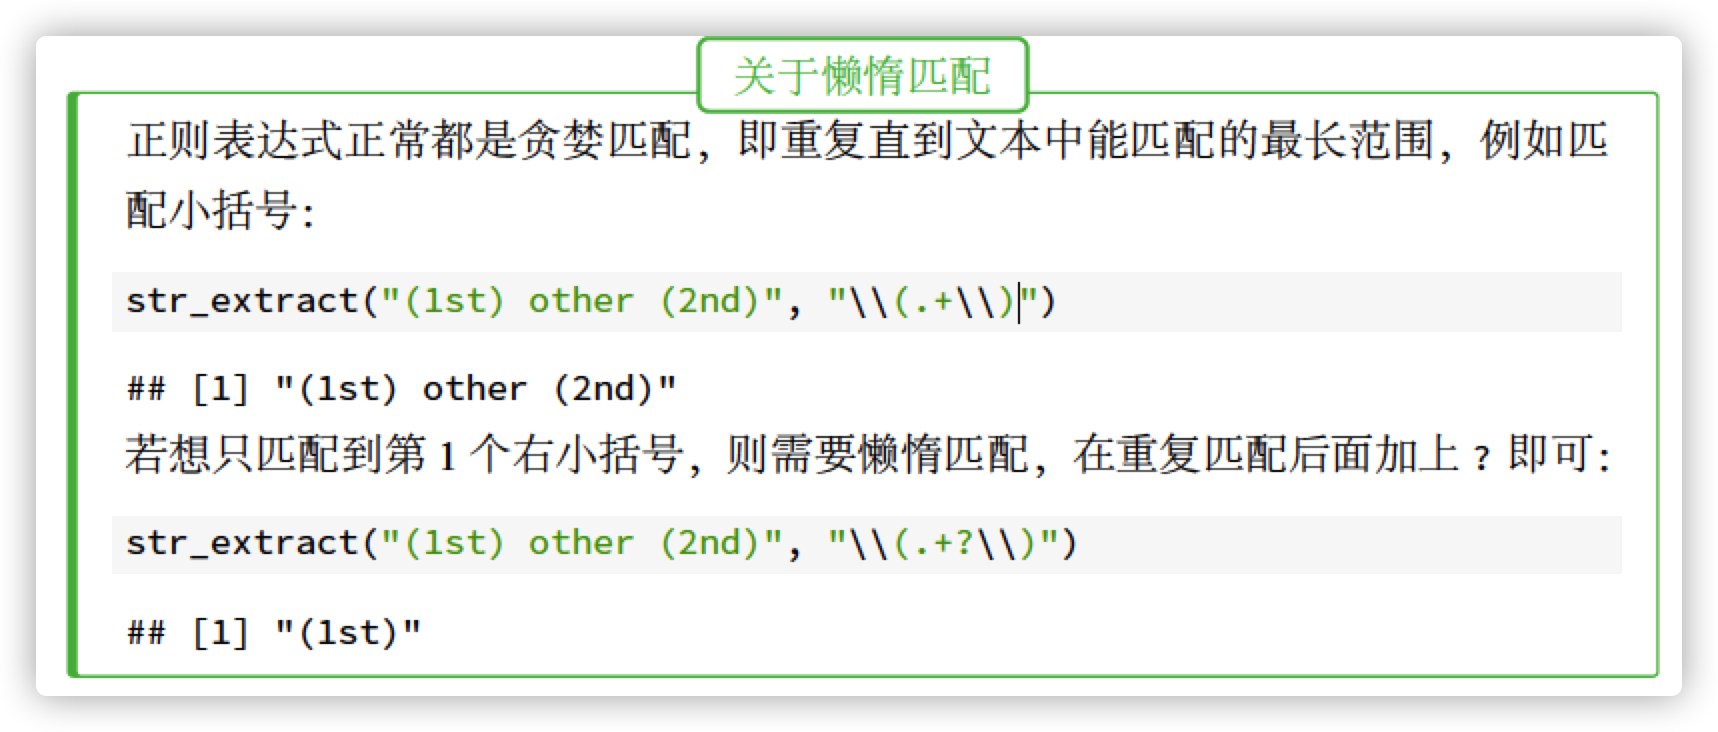 关于懒惰匹配
正则表达式正常都是贪婪匹配，即重复直到文本中能匹配的最长范围，例如匹
配小括号：
str_extract("(1st) other (2nd)", "\\(.+\\)")
## [1] "(1st) other (2nd)"
若想只匹配到第 1 个右小括号，则需要懒惰匹配，在重复匹配后面加上 ? 即可：
str_extract("(1st) other (2nd)", "\\(.+?\\)")
## [1] "(1st)"